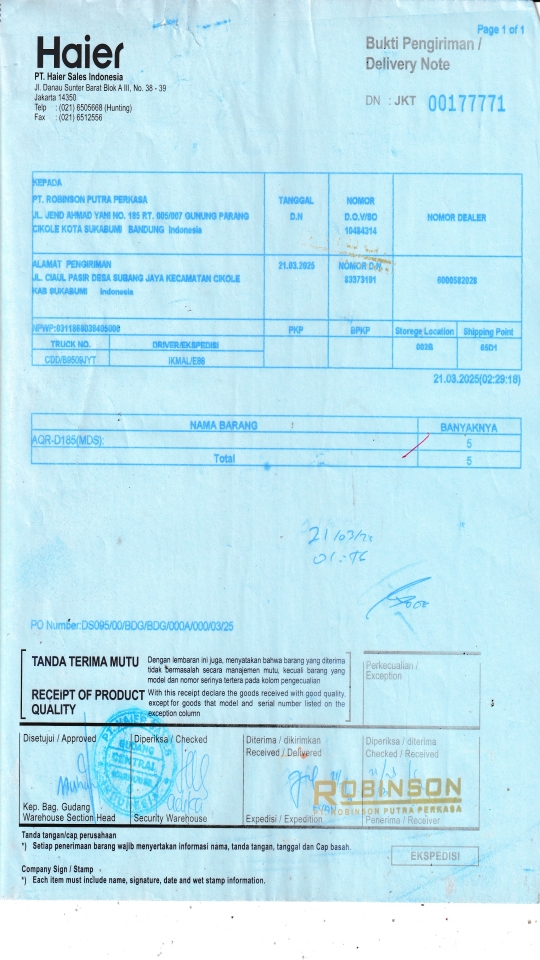 Page 1 of 1
Haier
Bukti Pengiriman /
Delivery Note
PT. Haier Sales Indonesia
Jl. Danau Sunter Barat Blok A III, No. 38 - 39
Jakarta 14350
Telp : (021) 6505668 (Hunting)
Fax : (021) 6512556
DN : JKT 00177771
KEPADA
PT. ROBINSON PUTRA PERKASA
JL. JEND AHMAD YANI NO. 185 RT. 005/007 GUNUNG PARANG
CIKOLE KOTA SUKABUMI BANDUNG Indonesia
TANGGAL
D.N
NOMOR
D.O.Y/SO
10484314
NOMOR DEALER
ALAMAT PENGIRIMAN
JL. CIAUL PASIR DESA SUBANG JAYA KECAMATAN CIKOLE
KAB SUKABUMI Indonesia
21.03.2025
NOMOR D.N
83373191
6000582028
PKP
BPKP
Storege Location
Shipping Point
TRUCK NO.
DRIVER/EKSPEDISI
002B
65D1
CDD/B9509JYT
IKMAL/E86
21.03.2025(02:29:18)
NAMA BARANG
BANYAKNYA
AQR-D185(MDS):
5
Total
5
PO Number:DS095/00/BDG/BDG/000A/000/03/25
TANDA TERIMA MUTU
Dengan lembaran ini juga, menyatakan bahwa barang yang diterima
tidak bermasalah secara manajemen mutu, kecuali barang yang
model dan nomor serinya tertera pada kolom pengecualian
RECEIPT OF PRODUCT
QUALITY
With this receipt declare the goods received with good quality,
except for goods that model and serial number listed on the
exception column
Perkecualian /
Exception
Disetujui / Approved
Diperiksa / Checked
Diterima / dikirimkan
Received / Delivered
Diperiksa / diterima
Checked / Received
GUDANG
CENTRAL
ROBINSON
ROBINSON PUTRA PERKASA
Kep. Bag. Gudang
Warehouse Section Head
Security Warehouse
Expedisi / Expedition
Penerima / Receiver
Tanda tangan/cap perusahaan
*) Setiap penerimaan barang wajib menyertakan informasi nama, tanda tangan, tanggal dan Cap basah.
EKSPEDISI
Company Sign / Stamp
*) Each item must include name, signature, date and wet stamp information.